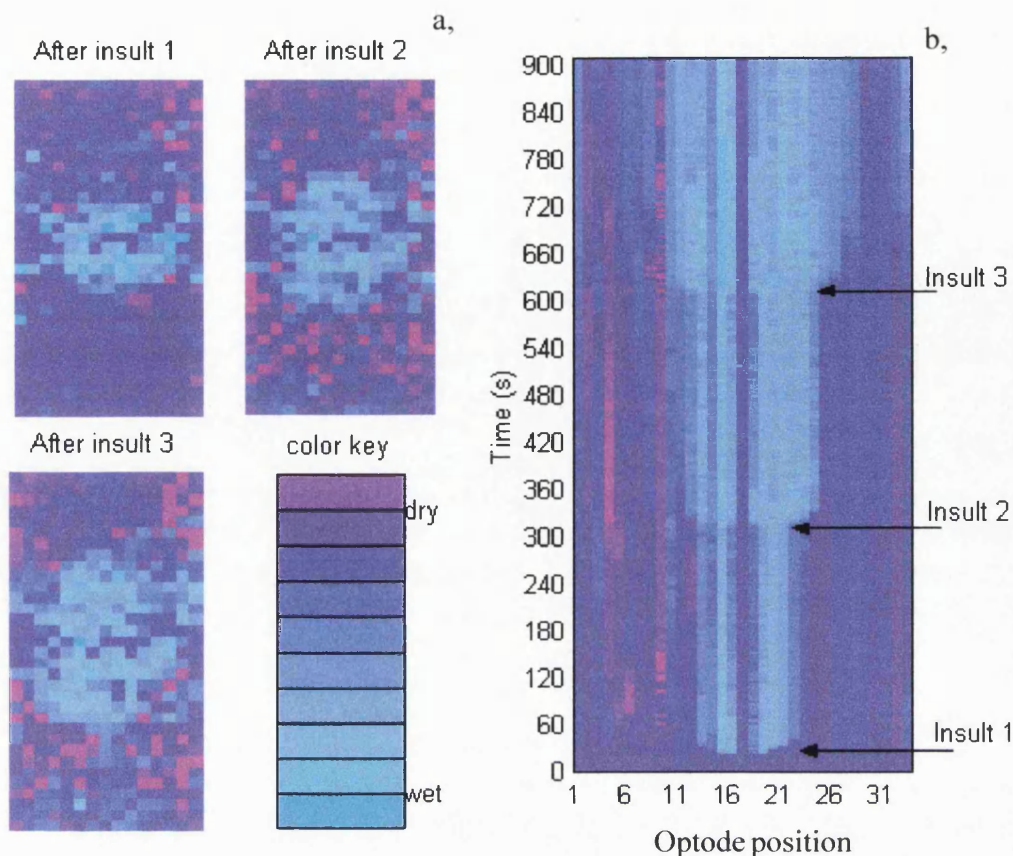 a,
After insult 1
After insult 2
After insult 3
color key
dry
wet
b,
Time (s)
900
840
780
720
660
600
540
480
420
360
300
240
180
120
60
0
1 6 11 16 21 26 31
Optode position
Insult 3
Insult 2
Insult 1